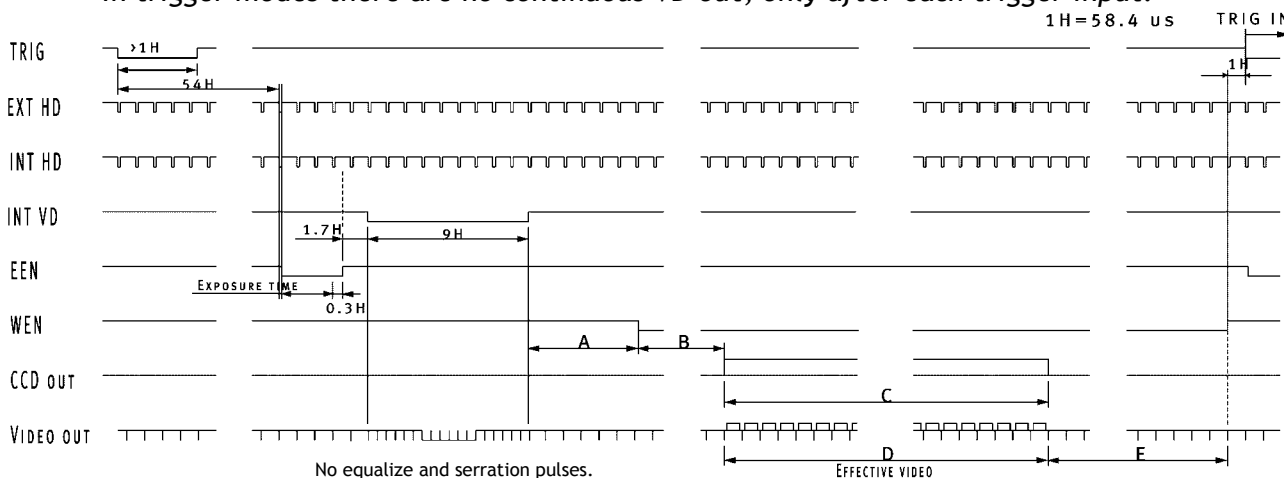 In trigger modes there are no continuous VD out, only after each trigger input.
1H=58.4 us TRIG IN
TRIG >1H 1H
54H
EXT HD
INT HD
INT VD
1.7H 9H
EEN
EXPOSURE TIME
0.3H
WEN
A B
CCD OUT
C
VIDEO OUT
D E
No equalize and serration pulses. EFFECTIVE VIDEO